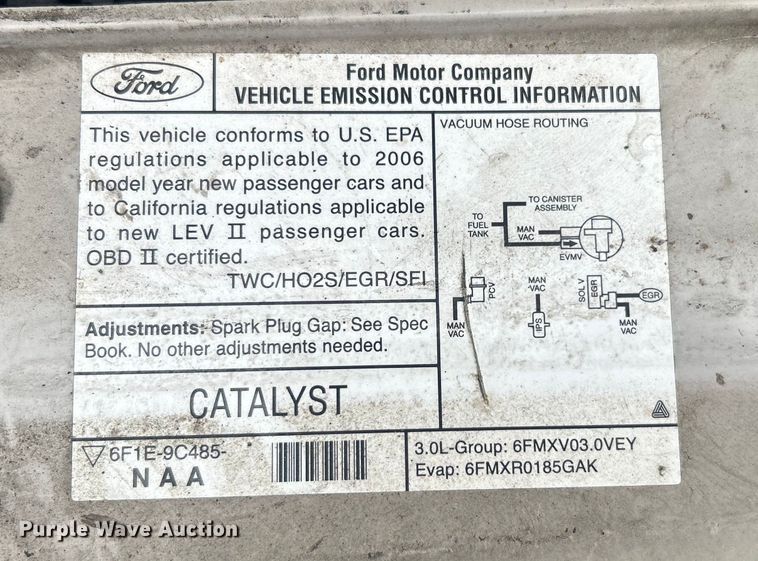 Ford
Ford Motor Company
VEHICLE EMISSION CONTROL INFORMATION
This vehicle conforms to U.S. EPA
regulations applicable to 2006
model year new passenger cars and
to California regulations applicable
to new LEV II passenger cars.
OBD II certified.
TWC/HO2S/EGR/SFI
Adjustments: Spark Plug Gap: See Spec
Book. No other adjustments needed.
CATALYST
6F1E-9C485-
NAA
VACUUM HOSE ROUTING
TO CANISTER
ASSEMBLY
TO
FUEL
TANK
MAN
VAC
EVMV
PCV
MAN
VAC
MAN
VAC
IPS
SOL V
EGR
EGR
MAN
VAC
3.0L-Group: 6FMXV03.0VEY
Evap: 6FMXR0185GAK
Purple Wave Auction